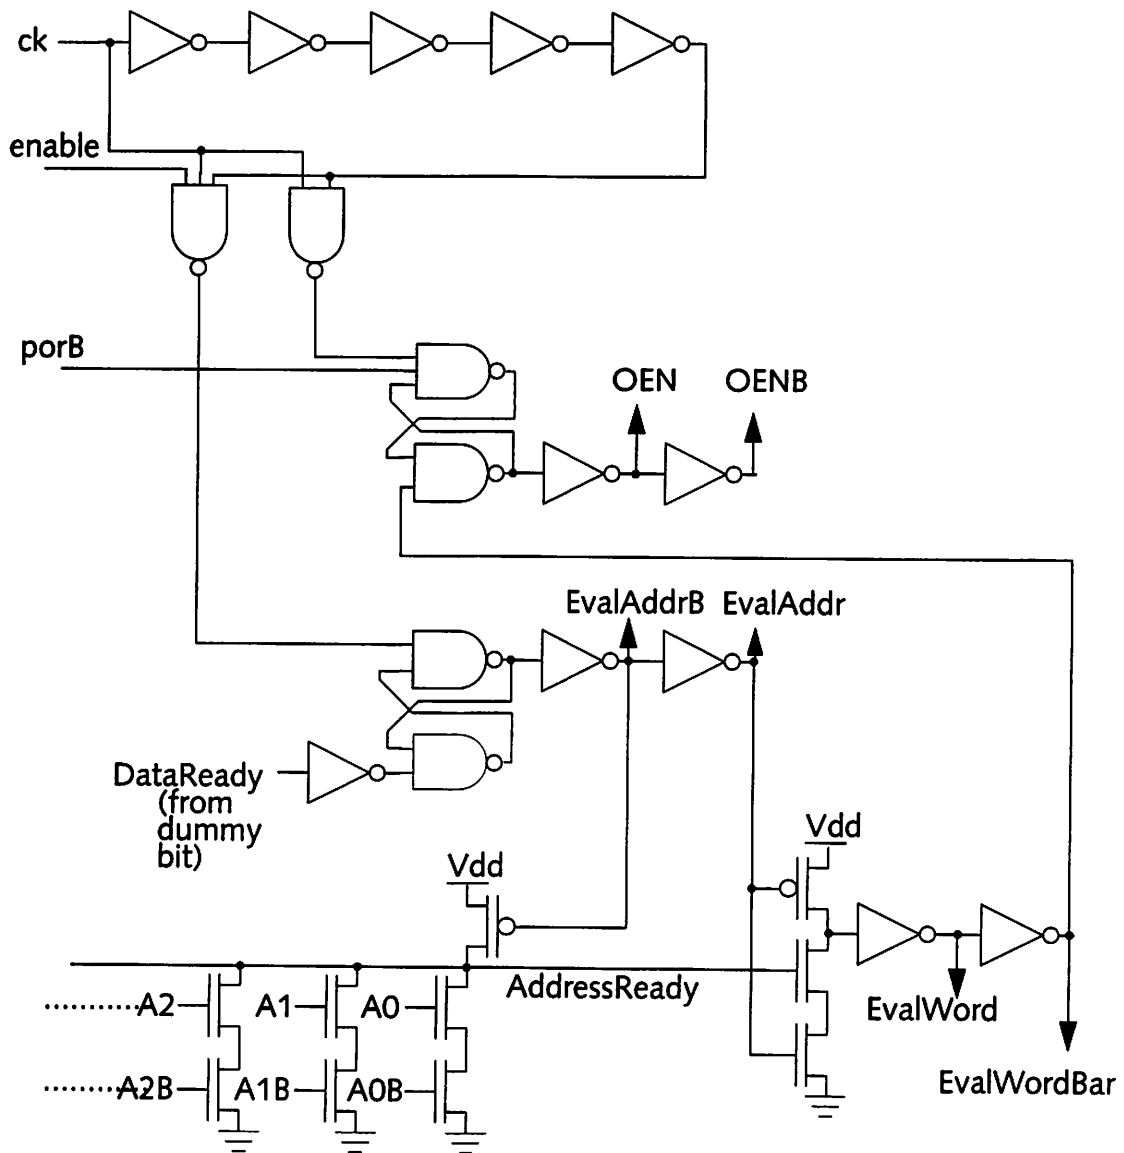 ck
enable
porB
OEN
OENB
EvalAddrB
EvalAddr
DataReady
(from
dummy
bit)
Vdd
Vdd
AddressReady
A2
A1
A0
EvalWord
A2B
A1B
A0B
EvalWordBar